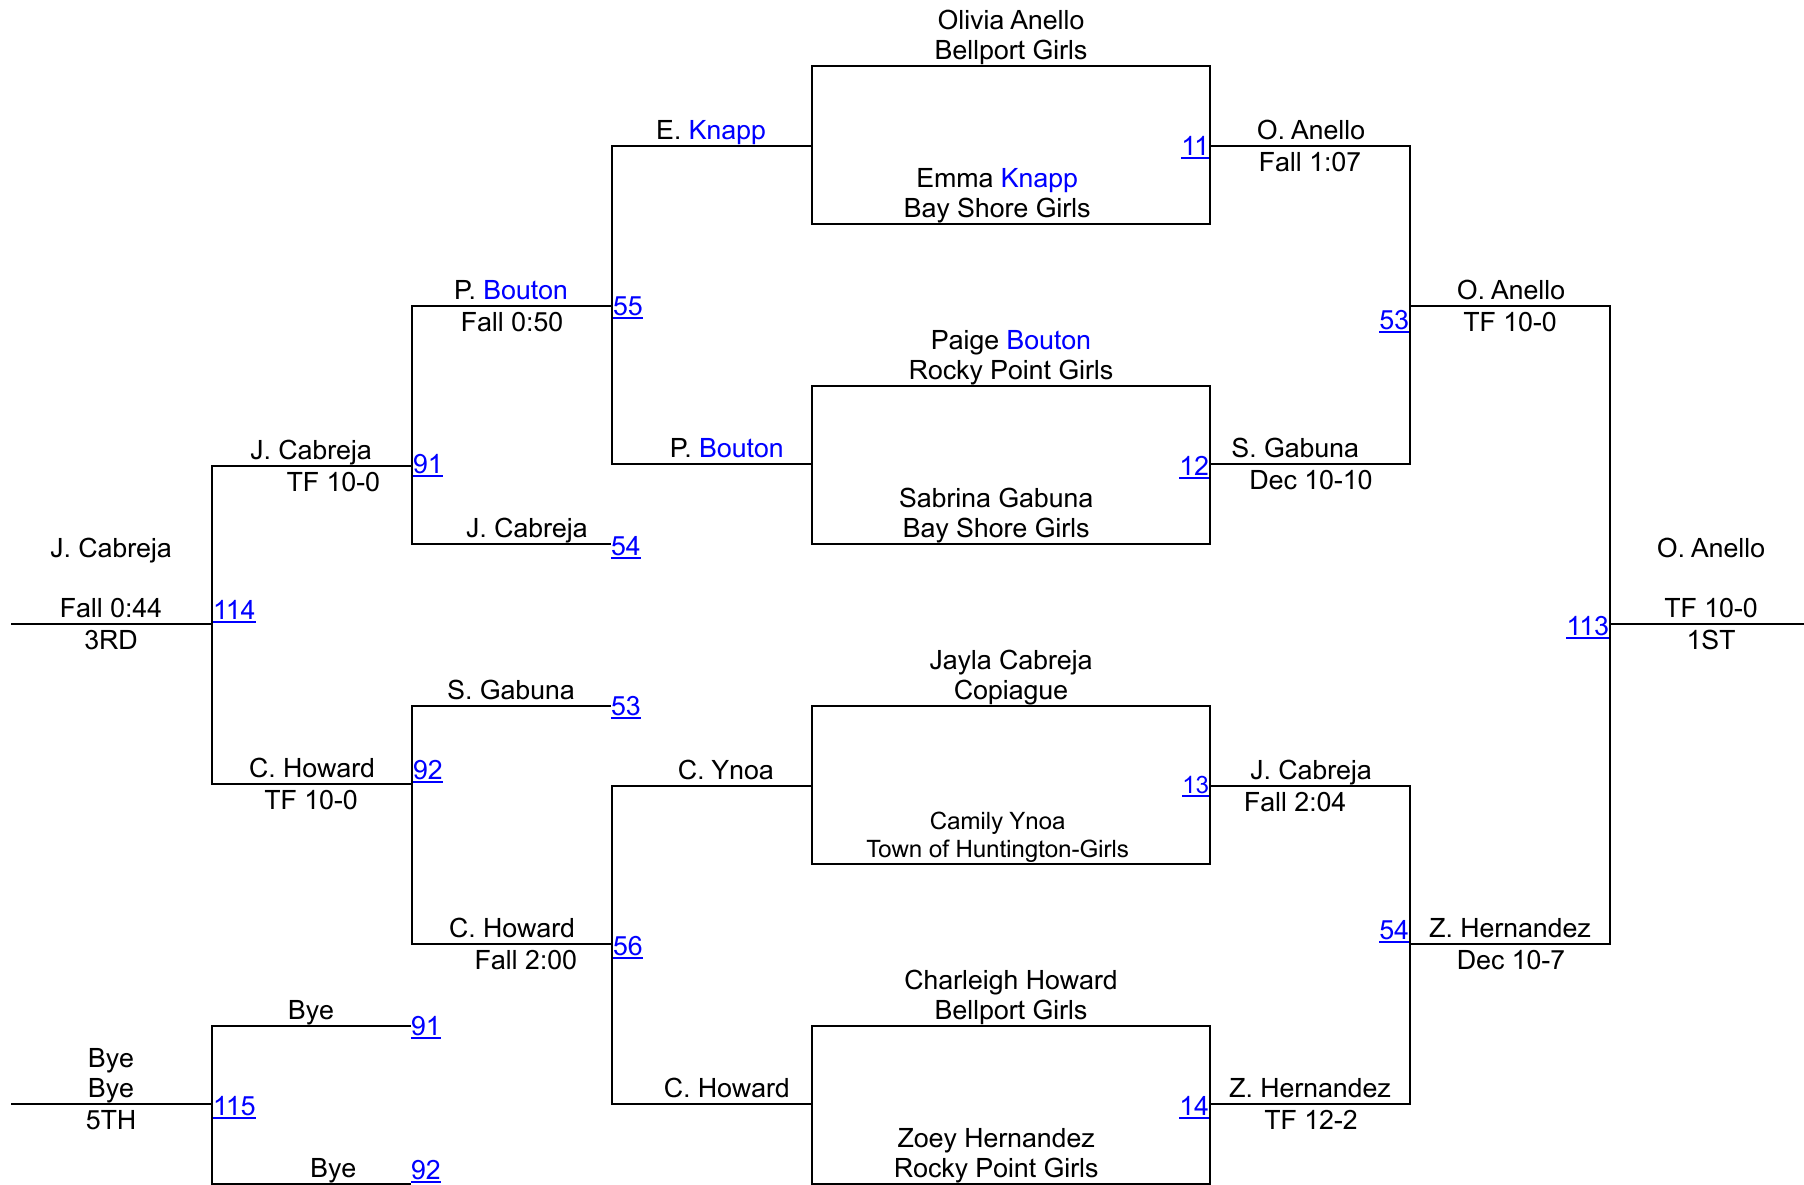 Olivia Anello
Bellport Girls
E. Knapp
11
O. Anello
Fall 1:07
Emma Knapp
Bay Shore Girls
P. Bouton
Fall 0:50
55
53
O. Anello
TF 10-0
Paige Bouton
Rocky Point Girls
J. Cabreja
TF 10-0
91
P. Bouton
12
S. Gabuna
Dec 10-10
Sabrina Gabuna
Bay Shore Girls
J. Cabreja
54
J. Cabreja
Fall 0:44
3RD
114
O. Anello
TF 10-0
1ST
113
Jayla Cabreja
Copiague
S. Gabuna
53
C. Howard
TF 10-0
92
C. Ynoa
13
J. Cabreja
Fall 2:04
Camily Ynoa
Town of Huntington-Girls
C. Howard
Fall 2:00
56
54
Z. Hernandez
Dec 10-7
Charleigh Howard
Bellport Girls
Bye
91
Bye
Bye
5TH
115
C. Howard
14
Z. Hernandez
TF 12-2
Zoey Hernandez
Rocky Point Girls
Bye
92